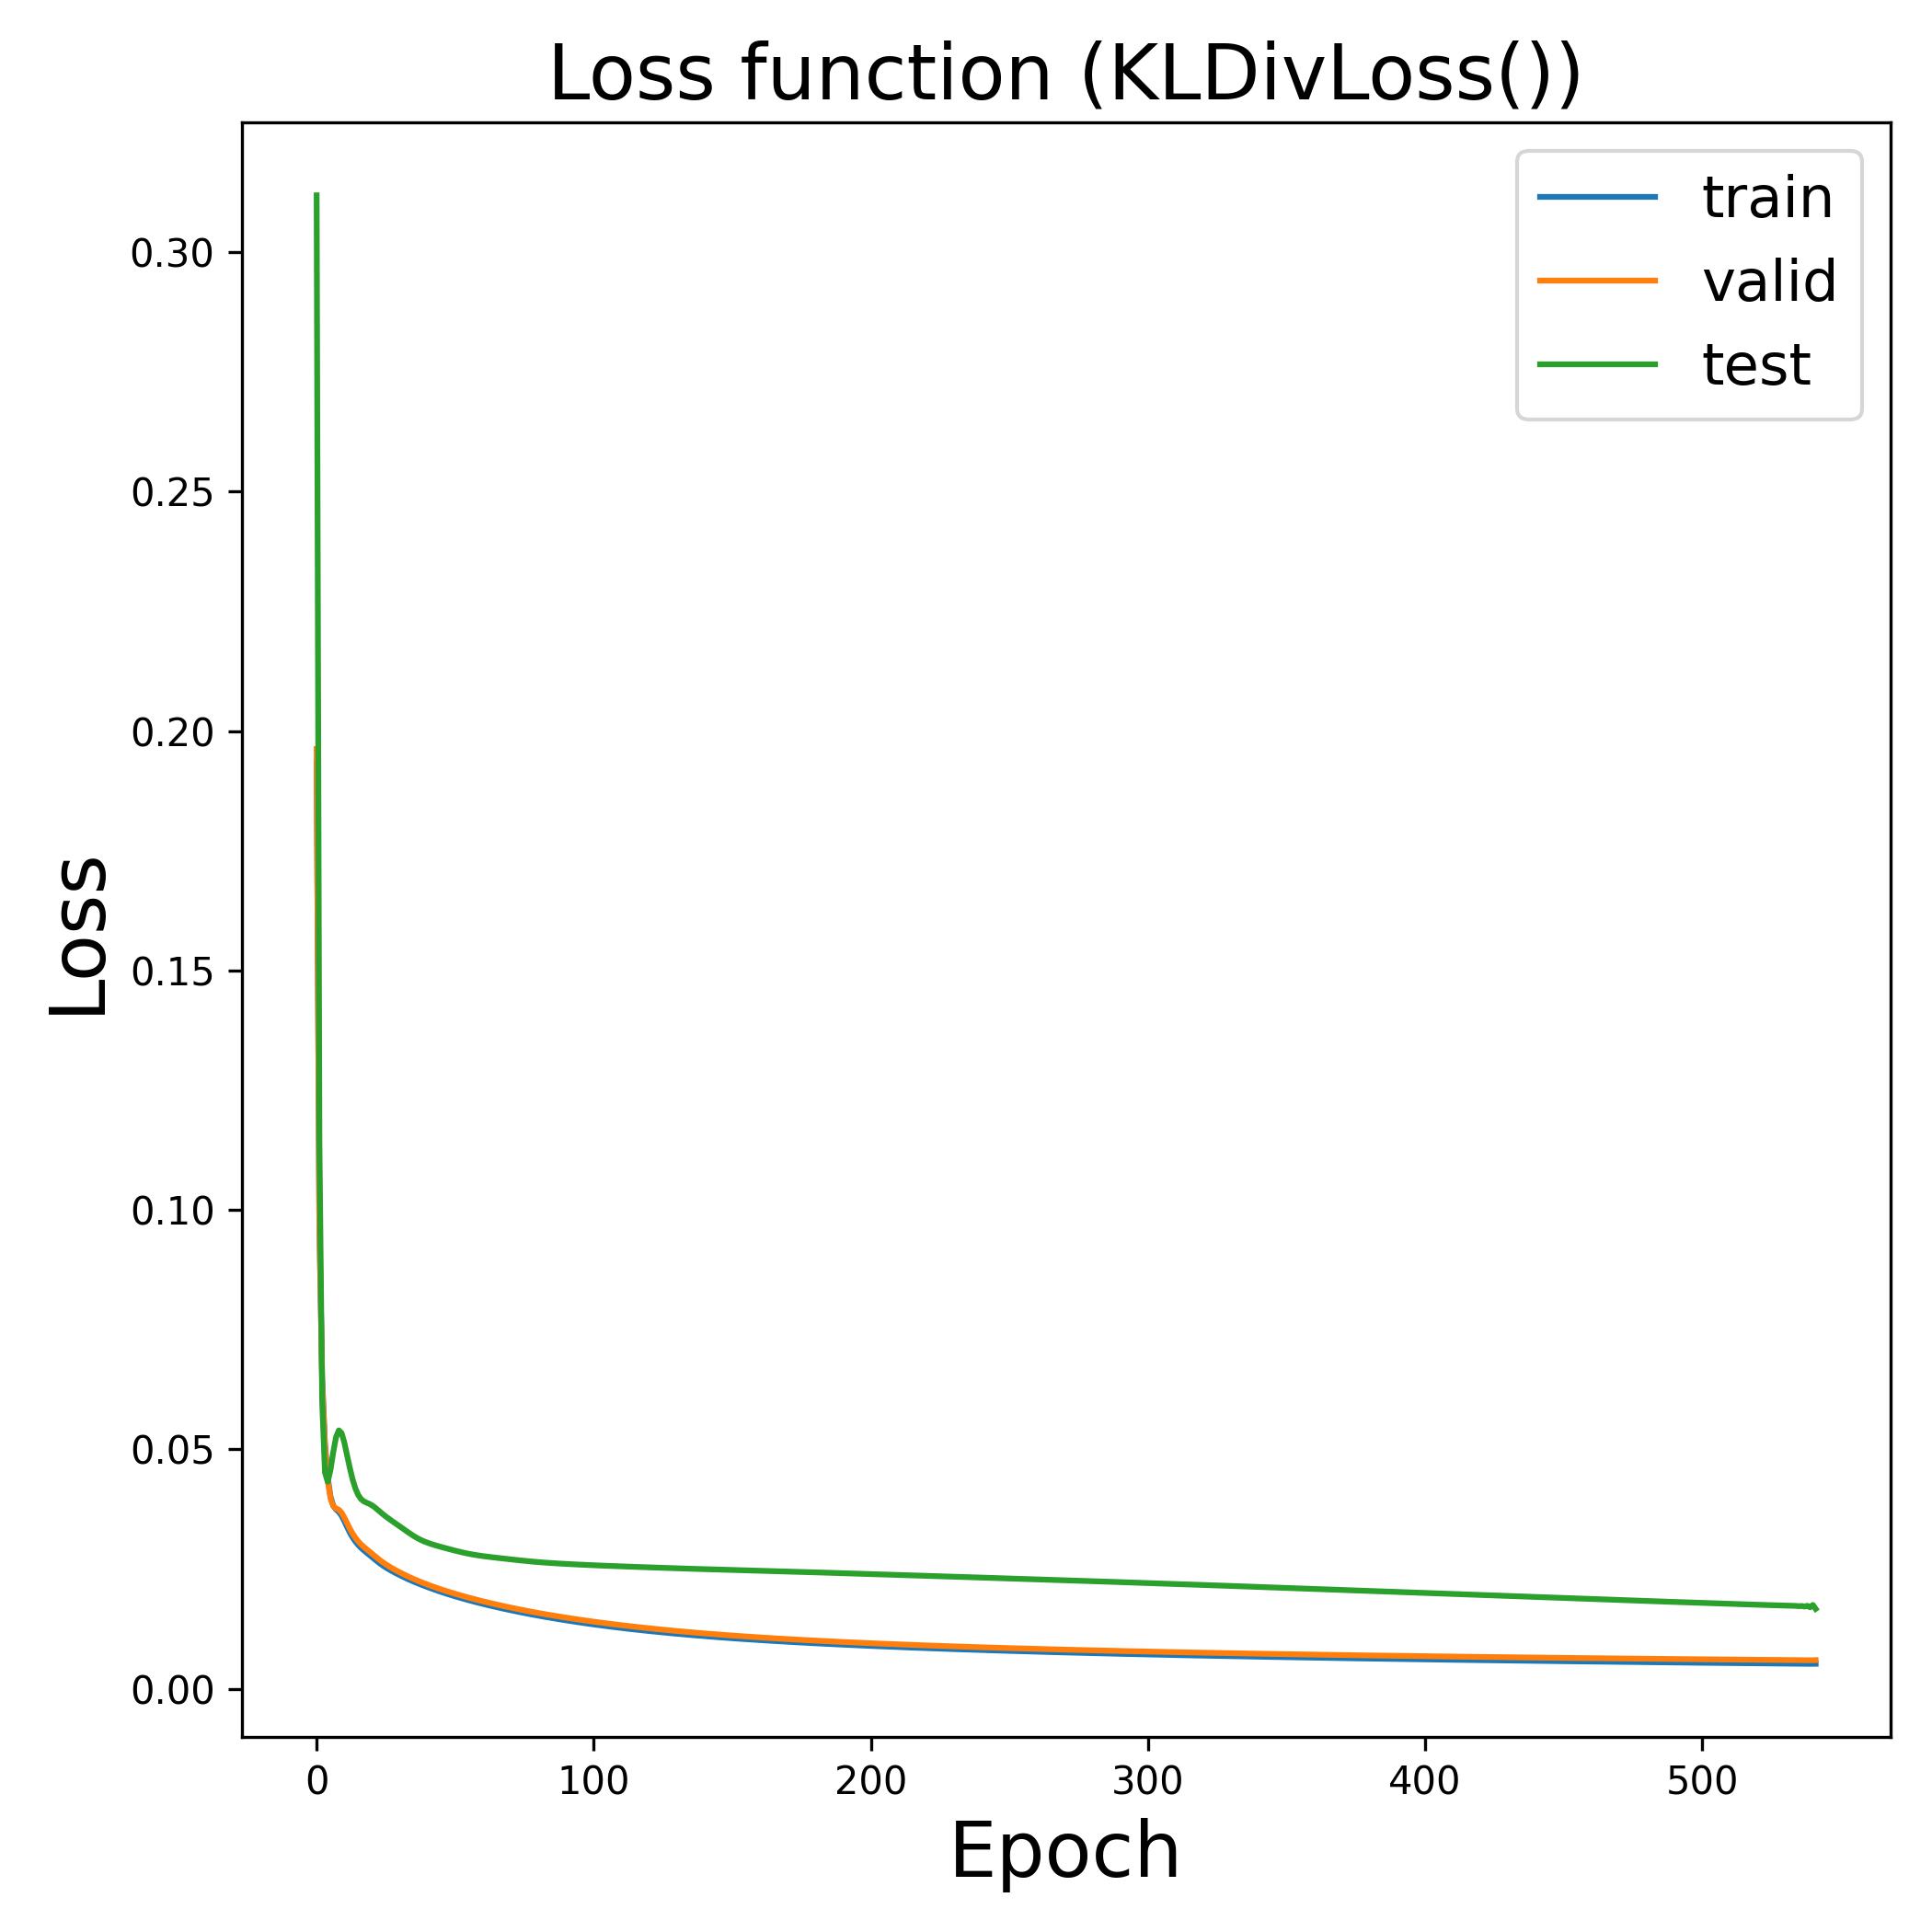 Loss function (KLDivLoss())
train
valid
test
0.30
0.25
0.20
0.15
0.10
0.05
0.00
Loss
0 100 200 300 400 500
Epoch